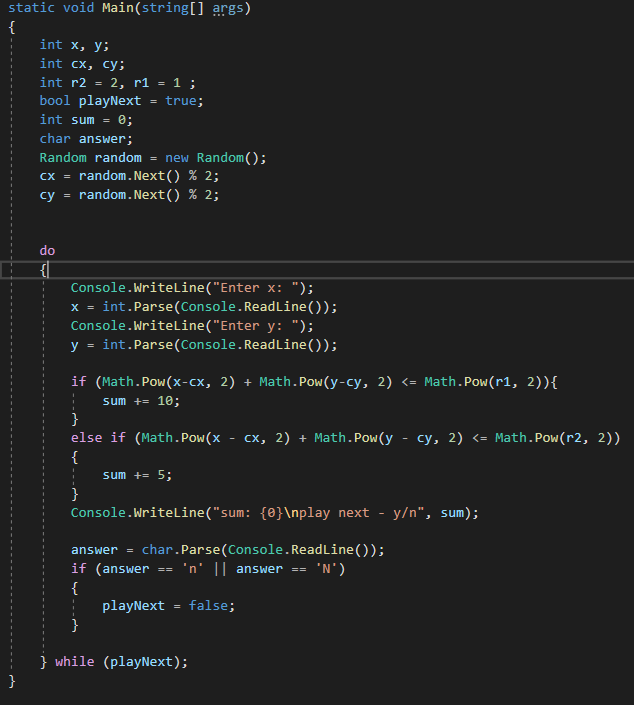 static void Main(string[] args)
{
int x, y;
int cx, cy;
int r2 = 2, r1 = 1 ;
bool playNext = true;
int sum = 0;
char answer;
Random random = new Random();
cx = random.Next() % 2;
cy = random.Next() % 2;
do
{
Console.WriteLine("Enter x: ");
x = int.Parse(Console.ReadLine());
Console.WriteLine("Enter y: ");
y = int.Parse(Console.ReadLine());
if (Math.Pow(x-cx, 2) + Math.Pow(y-cy, 2) <= Math.Pow(r1, 2)){
sum += 10;
}
else if (Math.Pow(x - cx, 2) + Math.Pow(y - cy, 2) <= Math.Pow(r2, 2))
{
sum += 5;
}
Console.WriteLine("sum: {0}\nplay next - y/n", sum);
answer = char.Parse(Console.ReadLine());
if (answer == 'n' || answer == 'N')
{
playNext = false;
}
} while (playNext);
}